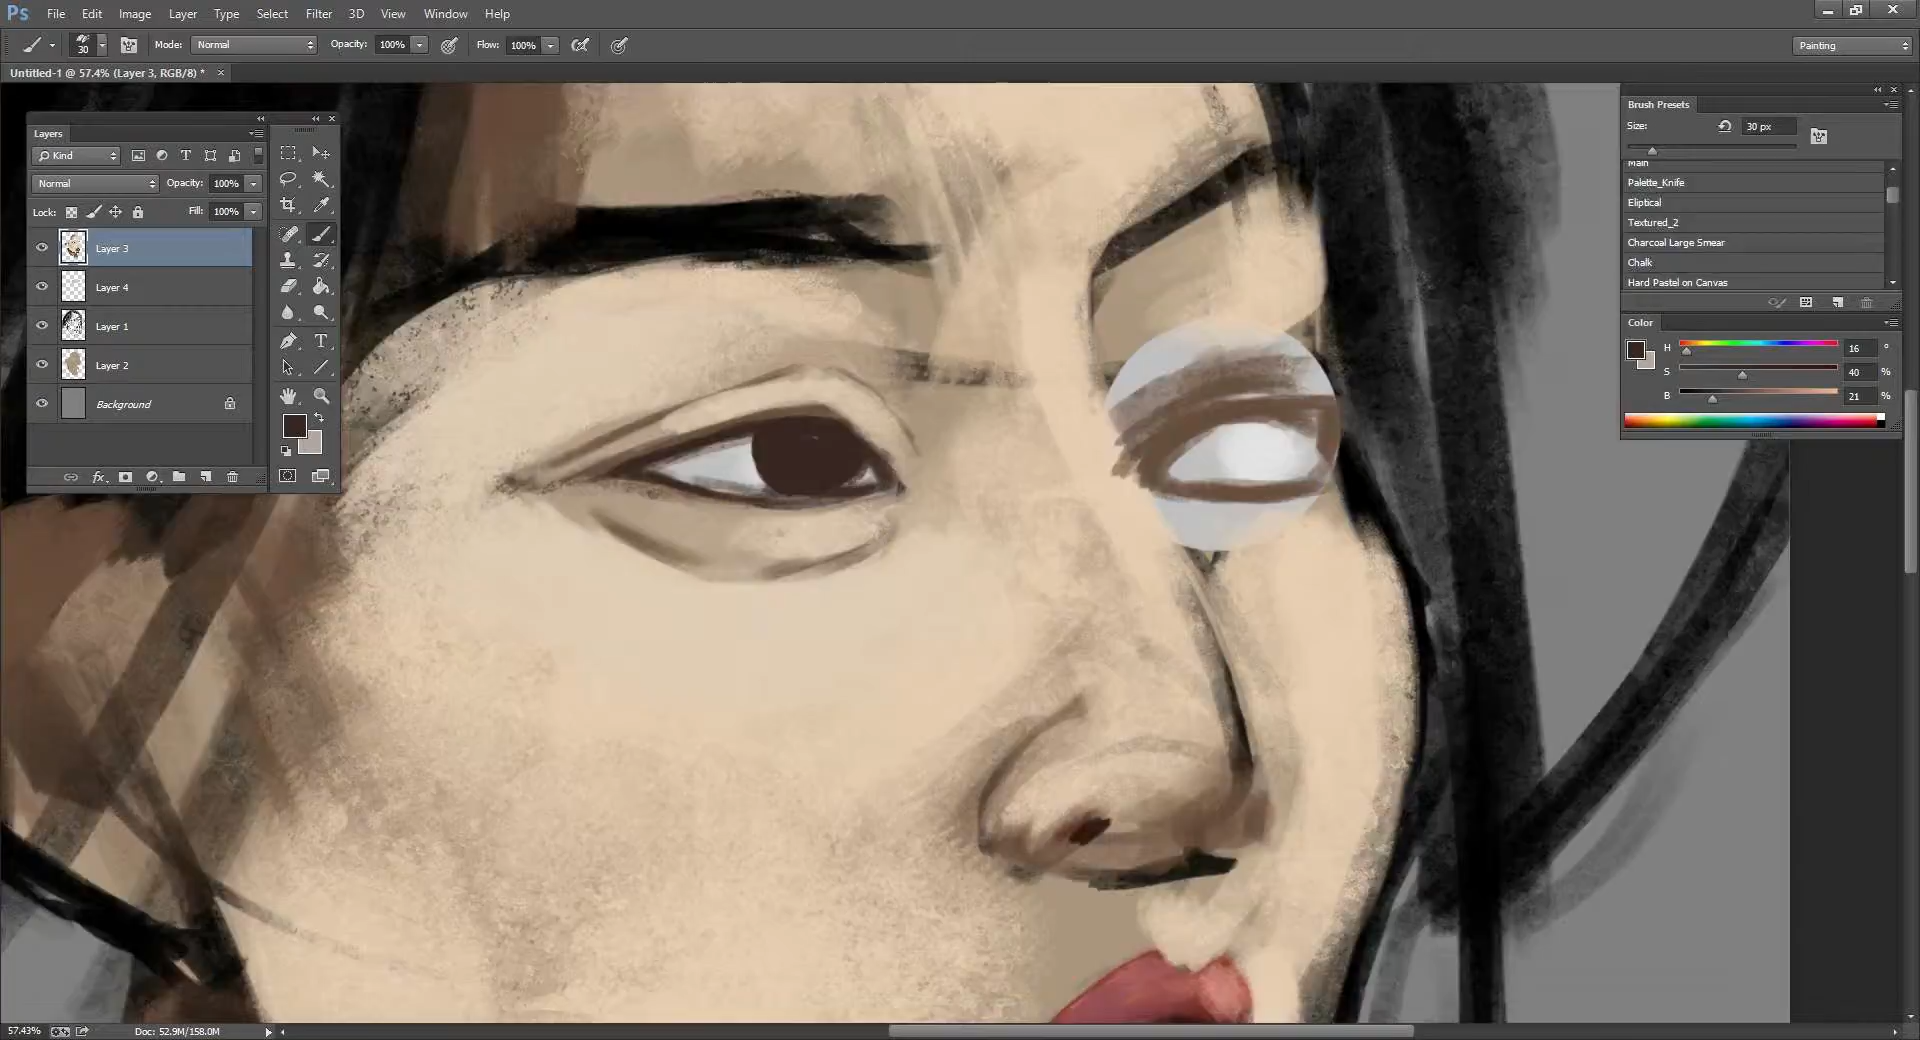 Ps File Edit Image Layer Type Select Filter 3D View Window Help
30 Mode: Normal Opacity: 100% Flow: 100% Painting
Untitled-1 @ 57.4% (Layer 3, RGB/8) * ×
Layers
Kind
Normal Opacity: 100%
Lock: Fill: 100%
Layer 3
Layer 4
Layer 1
Layer 2
Background
fx
Brush Presets
Size: 30 px
Main
Palette_Knife
Eliptical
Textured_2
Charcoal Large Smear
Chalk
Hard Pastel on Canvas
Color
H 16 °
S 40 %
B 21 %
57.43% Doc: 52.9M/158.0M